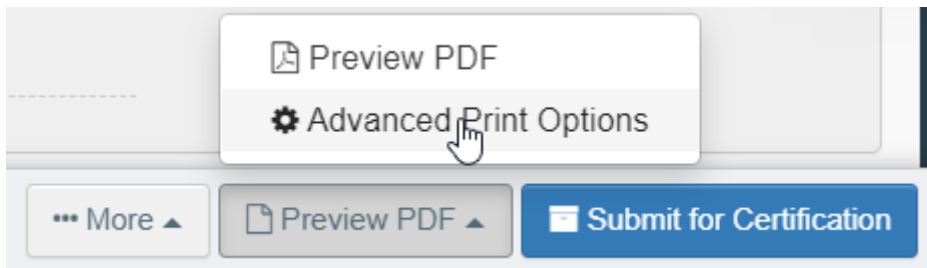 Preview PDF
Advanced Print Options
More Preview PDF Submit for Certification